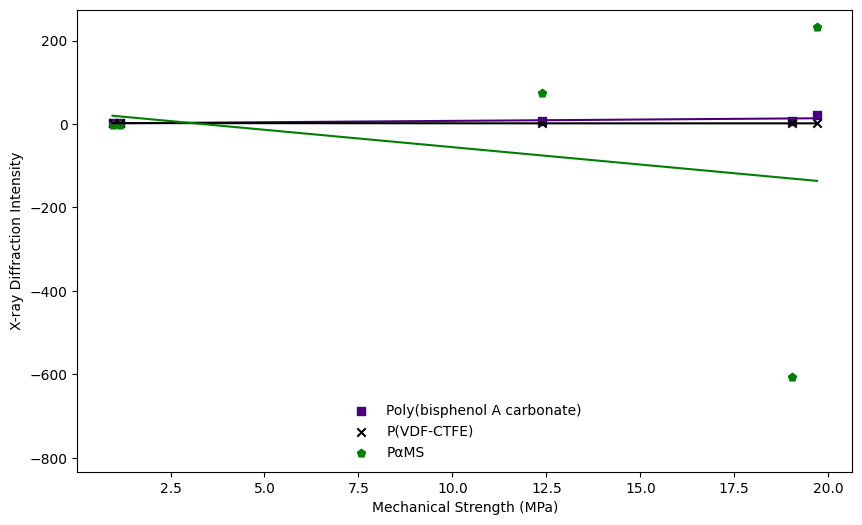 200
0
−200
−400
−600
−800
X-ray Diffraction Intensity
Poly(bisphenol A carbonate)
P(VDF-CTFE)
PαMS
2.5 5.0 7.5 10.0 12.5 15.0 17.5 20.0
Mechanical Strength (MPa)